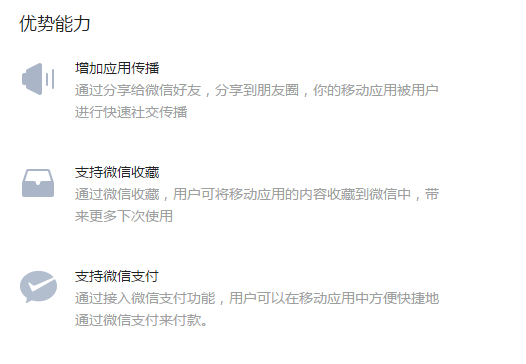 优势能力
增加应用传播
通过分享给微信好友，分享到朋友圈，你的移动应用被用户
进行快速社交传播
支持微信收藏
通过微信收藏，用户可将移动应用的内容收藏到微信中，带
来更多下次使用
支持微信支付
通过接入微信支付功能，用户可以在移动应用中方便快捷地
通过微信支付来付款。